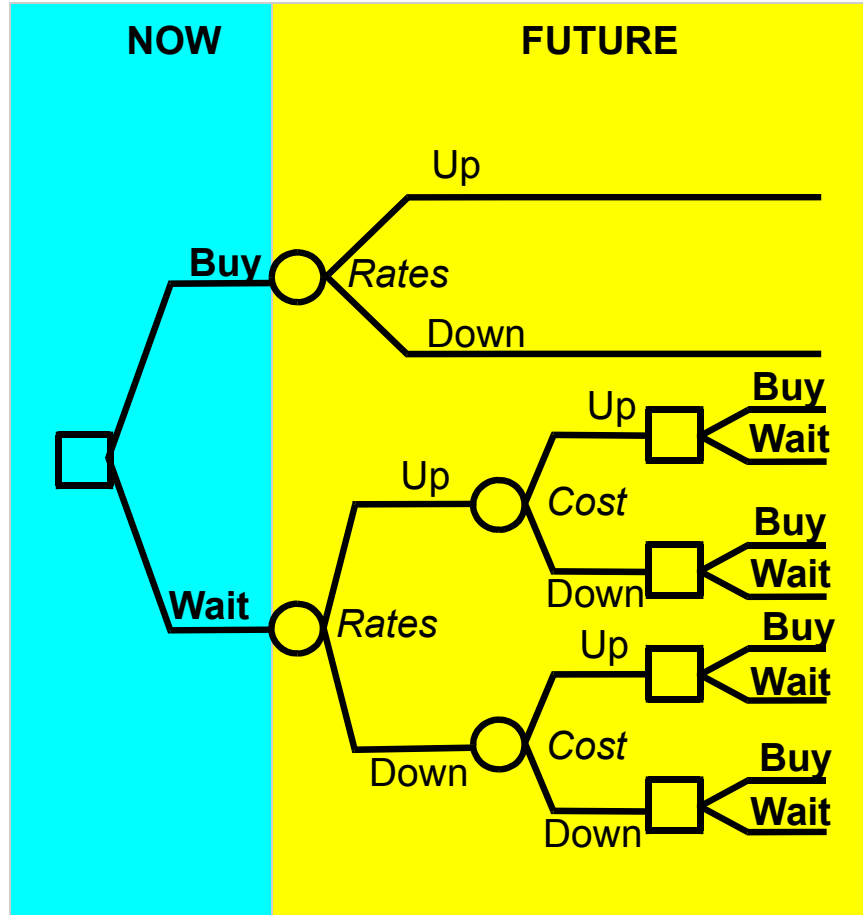 NOW
FUTURE
Up
Buy
Rates
Down
Buy
Up
Wait
Up
Cost
Buy
Wait
Down
Wait
Rates
Buy
Up
Wait
Cost
Down
Buy
Wait
Down